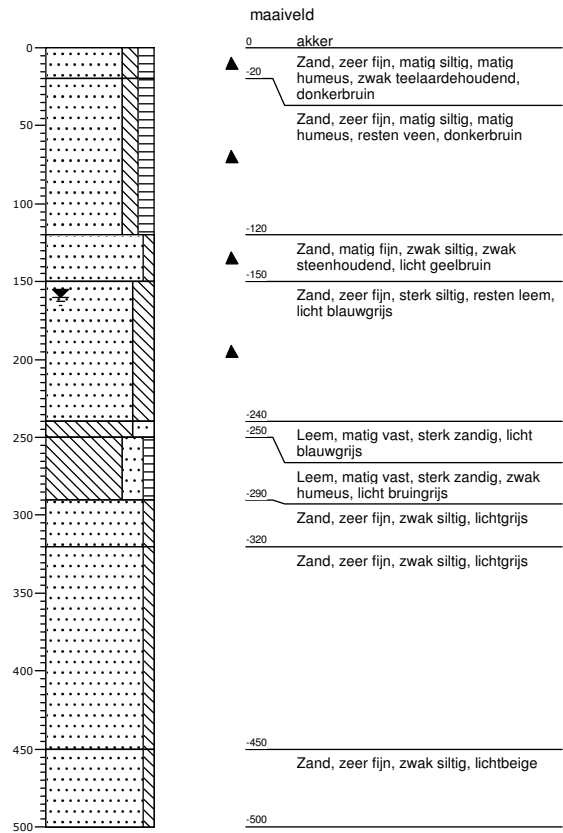 maaiveld
0
0
akker
Zand, zeer fijn, matig siltig, matig
humeus, zwak teelaardehoudend,
donkerbruin
-20
Zand, zeer fijn, matig siltig, matig
humeus, resten veen, donkerbruin
50
100
-120
Zand, matig fijn, zwak siltig, zwak
steenhoudend, licht geelbruin
150
-150
Zand, zeer fijn, sterk siltig, resten leem,
licht blauwgrijs
200
-240
250
-250
Leem, matig vast, sterk zandig, licht
blauwgrijs
Leem, matig vast, sterk zandig, zwak
humeus, licht bruingrijs
-290
300
Zand, zeer fijn, zwak siltig, lichtgrijs
-320
Zand, zeer fijn, zwak siltig, lichtgrijs
350
400
450
-450
Zand, zeer fijn, zwak siltig, lichtbeige
500
-500